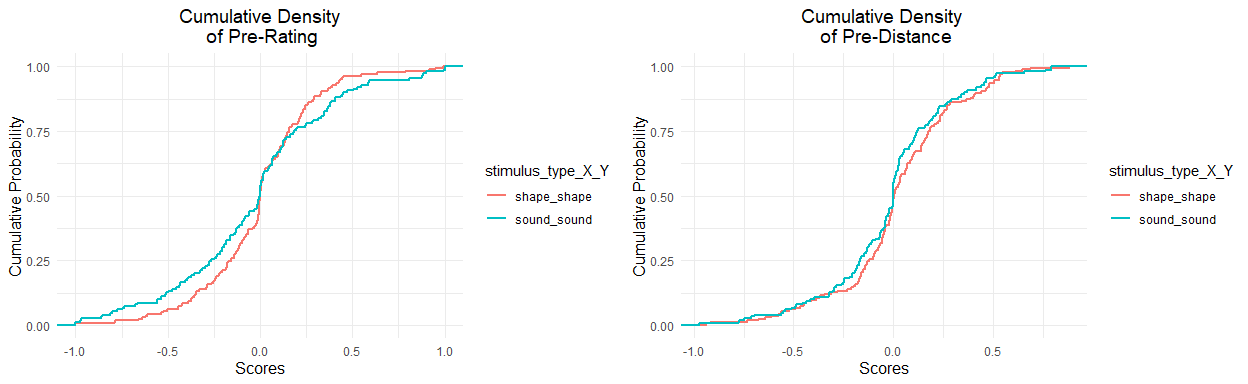 Cumulative Density
of Pre-Rating
Cumulative Probability
1.00
0.75
0.50
0.25
0.00
-1.0
-0.5
0.0
0.5
1.0
Scores
stimulus_type_X_Y
shape_shape
sound_sound
Cumulative Density
of Pre-Distance
Cumulative Probability
1.00
0.75
0.50
0.25
0.00
-1.0
-0.5
0.0
0.5
Scores
stimulus_type_X_Y
shape_shape
sound_sound